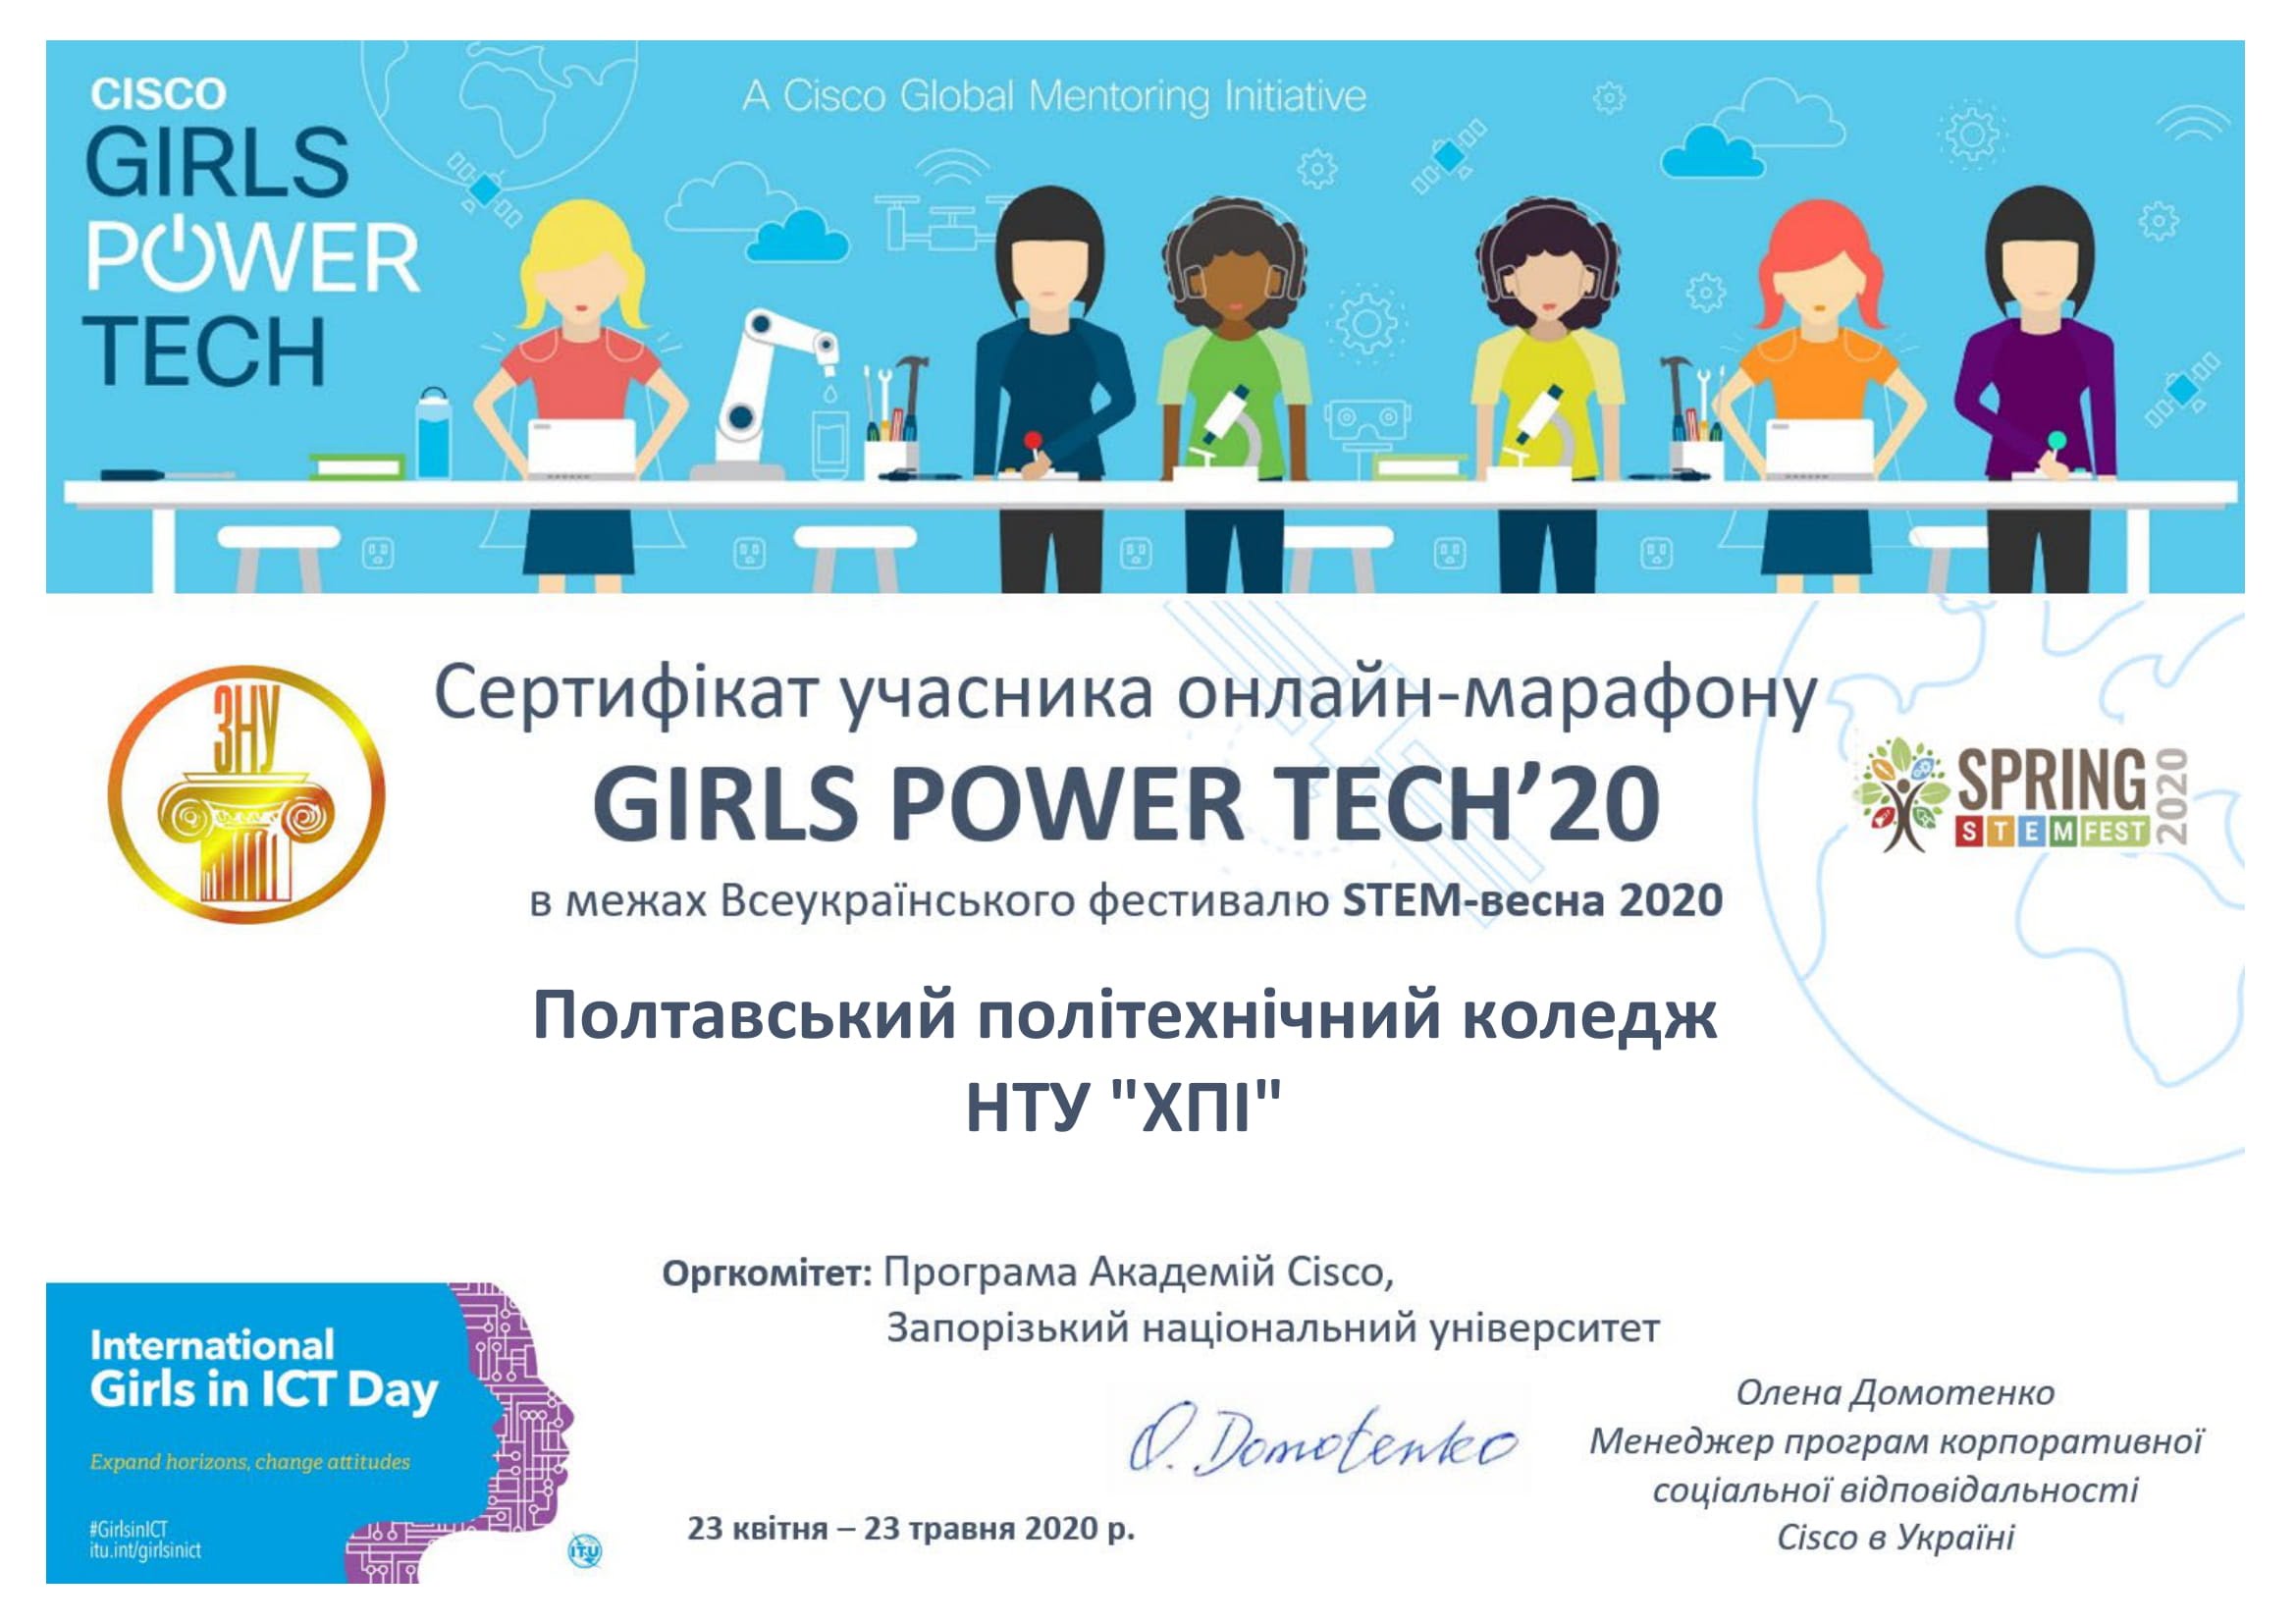 CISCO
GIRLS
POWER
TECH
A Cisco Global Mentoring Initiative
ЗНУ
Сертифікат учасника онлайн-марафону
GIRLS POWER TECH’20
в межах Всеукраїнського фестивалю STEM-весна 2020
SPRING
STEM FEST
2020
Полтавський політехнічний коледж
НТУ "ХПІ"
Оргкомітет: Програма Академій Cisco,
Запорізький національний університет
International
Girls in ICT Day
Expand horizons, change attitudes
#GirlsinICT
itu.int/girlsinict
ITU
O. Domotenko
23 квітня – 23 травня 2020 р.
Олена Домотенко
Менеджер програм корпоративної
соціальної відповідальності
Cisco в Україні